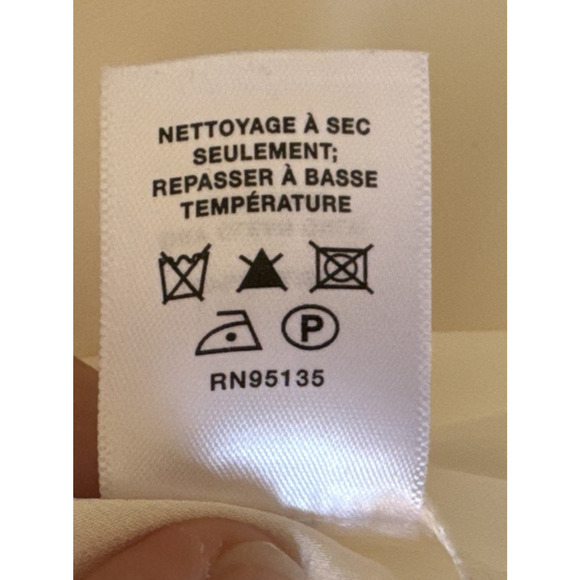 NETTOYAGE À SEC
SEULEMENT;
REPASSER À BASSE
TEMPÉRATURE
P
RN95135